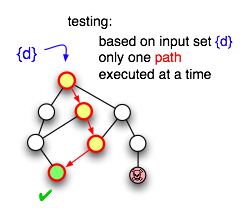 testing:
based on input set {d}
only one path
executed at a time
{d}